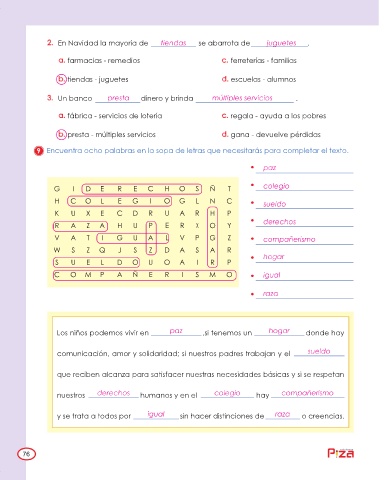 2. En Navidad la mayoría de tiendas se abarrota de juguetes.
a. farmacias - remedios c. ferreterías - familias
b. tiendas - juguetes d. escuelas - alumnos
3. Un banco presta dinero y brinda múltiples servicios .
a. fábrica - servicios de lotería c. regala - ayuda a los pobres
b. presta - múltiples servicios d. gana - devuelve pérdidas
9 Encuentra ocho palabras en la sopa de letras que necesitarás para completar el texto.
• paz
• colegio
• sueldo
• derechos
• compañerismo
• hogar
• igual
• raza
G I D E R E C H O S Ñ T
H C O L E G I O G L N C
K U X E C D R U A R H P
R A Z A H U P E R X O Y
V A T I G U A L V P G Z
W S Z Q J S Z D A S A R
S U E L D O U O A I R P
C O M P A Ñ E R I S M O
Los niños podemos vivir en paz ,si tenemos un hogar donde hay
comunicación, amor y solidaridad; si nuestros padres trabajan y el sueldo
que reciben alcanza para satisfacer nuestras necesidades básicas y si se respetan
nuestros derechos humanos y en el colegio hay compañerismo
y se trata a todos por igual sin hacer distinciones de raza o creencias.
76
Piza